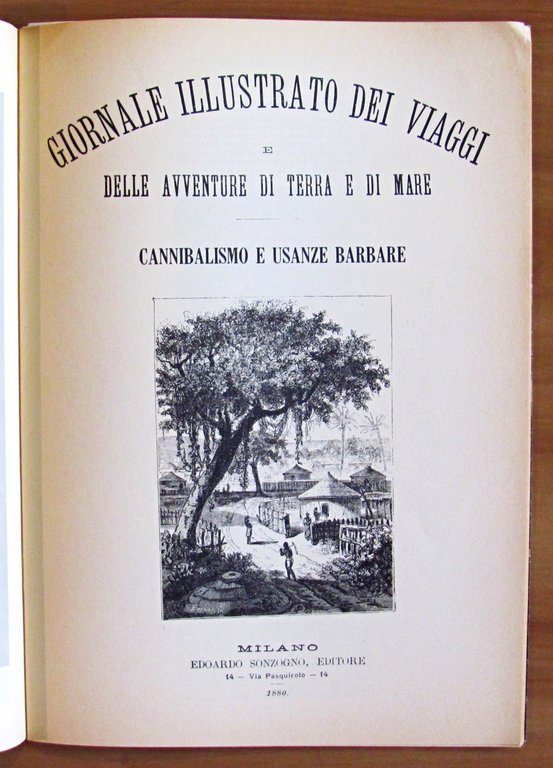 GIORNALE ILLUSTRATO DEI VIAGGI
E
DELLE AVVENTURE DI TERRA E DI MARE
CANNIBALISMO E USANZE BARBARE
MILANO
EDOARDO SONZOGNO, EDITORE
14 — Via Pasquirolo — 14
1880.